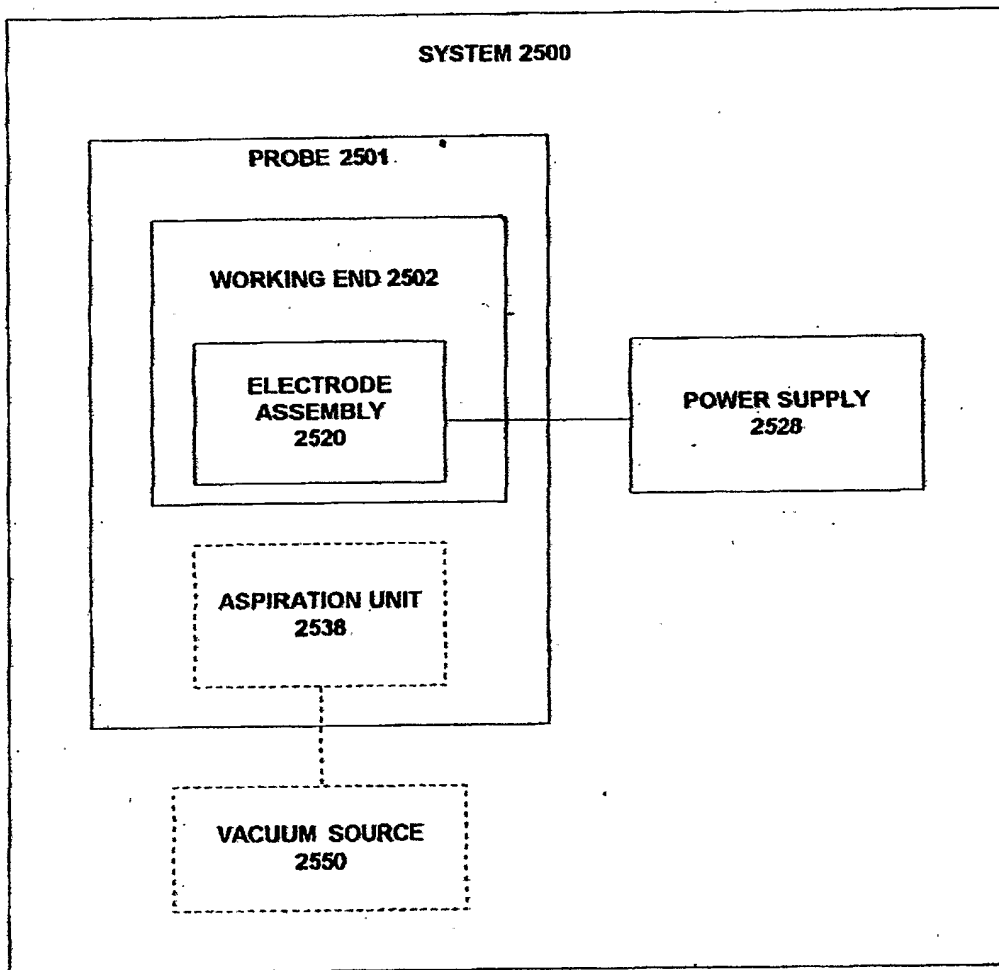 SYSTEM 2500
PROBE 2501
WORKING END 2502
ELECTRODE
ASSEMBLY
2520
POWER SUPPLY
2528
ASPIRATION UNIT
2538
VACUUM SOURCE
2550